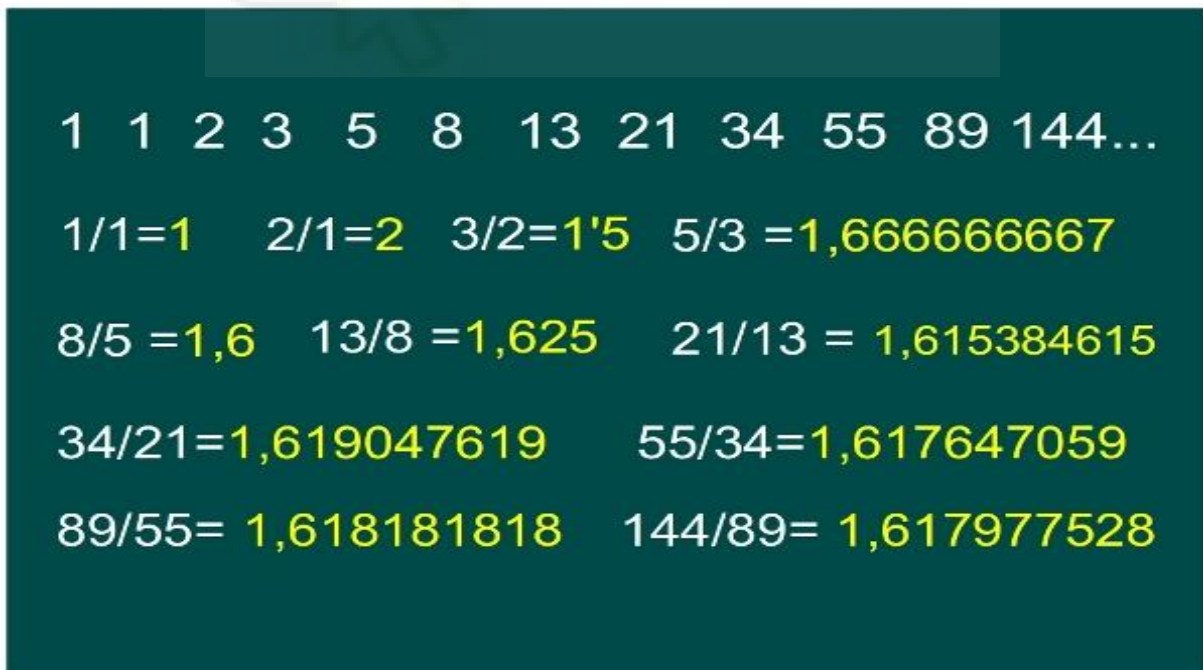 1 1 2 3 5 8 13 21 34 55 89 144...
1/1=1 2/1=2 3/2=1'5 5/3 =1,666666667
8/5 =1,6 13/8 =1,625 21/13 = 1,615384615
34/21=1,619047619 55/34=1,617647059
89/55= 1,618181818 144/89= 1,617977528